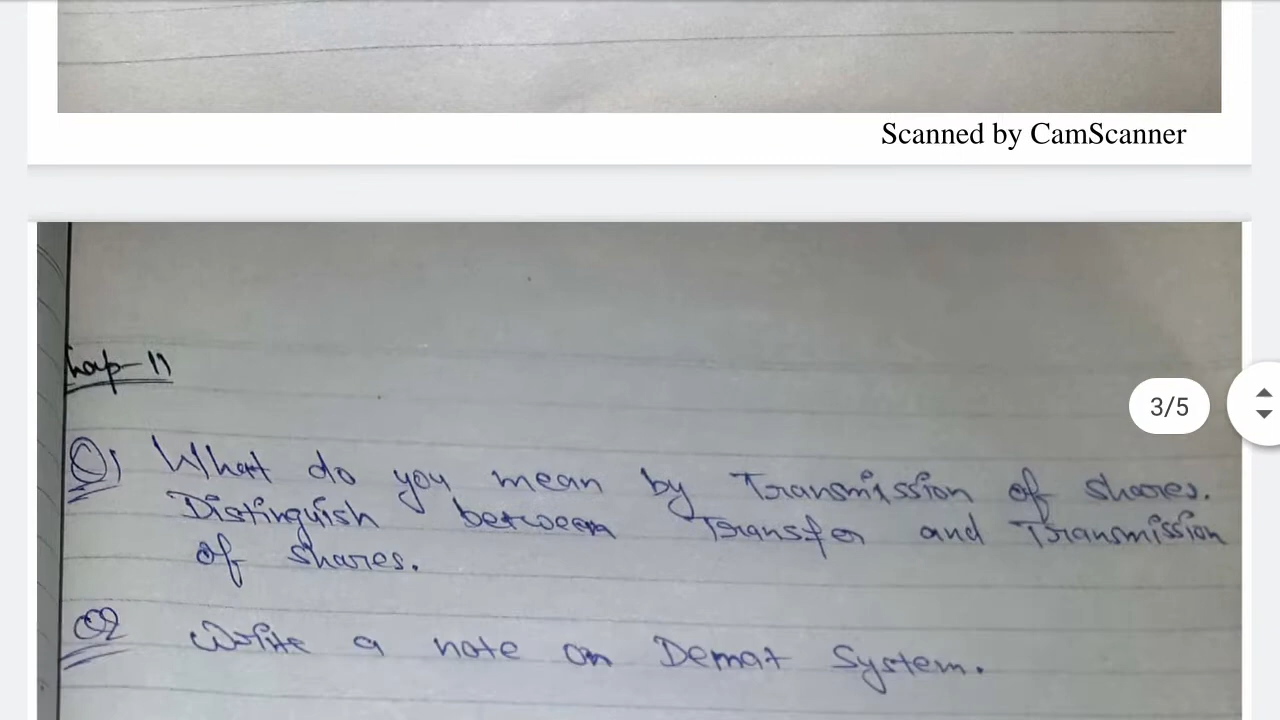 Scanned by CamScanner
Chap-11
3/5
Q1 What do you mean by Transmission of shares.
Distinguish between Transfer and Transmission
of shares.
Q2 Write a note on Demat System.